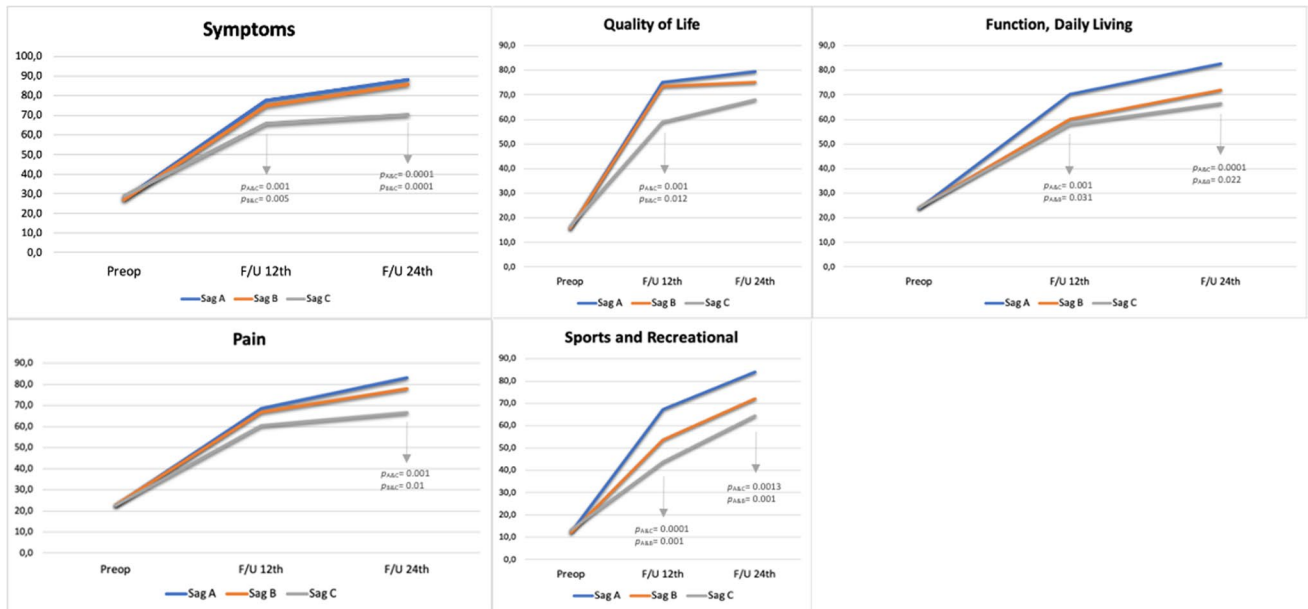 Symptoms
100,0
90,0
80,0
70,0
60,0
50,0
40,0
30,0
20,0
10,0
0,0
pA&C= 0.001
pB&C= 0.005
pA&C= 0.0001
pB&C= 0.0001
Preop F/U 12th F/U 24th
Sag A Sag B Sag C
Quality of Life
90,0
80,0
70,0
60,0
50,0
40,0
30,0
20,0
10,0
0,0
pA&C= 0.001
pB&C= 0.012
Preop F/U 12th F/U 24th
Sag A Sag B Sag C
Function, Daily Living
90,0
80,0
70,0
60,0
50,0
40,0
30,0
20,0
10,0
0,0
pA&C= 0.001
pA&B= 0.031
pA&C= 0.0001
pA&B= 0.022
Preop F/U 12th F/U 24th
Sag A Sag B Sag C
Pain
90,0
80,0
70,0
60,0
50,0
40,0
30,0
20,0
10,0
0,0
pA&C= 0.001
pB&C= 0.01
Preop F/U 12th F/U 24th
Sag A Sag B Sag C
Sports and Recreational
90,0
80,0
70,0
60,0
50,0
40,0
30,0
20,0
10,0
0,0
pA&C= 0.0001
pA&B= 0.001
pA&C= 0.0013
pA&B= 0.001
Preop F/U 12th F/U 24th
Sag A Sag B Sag C